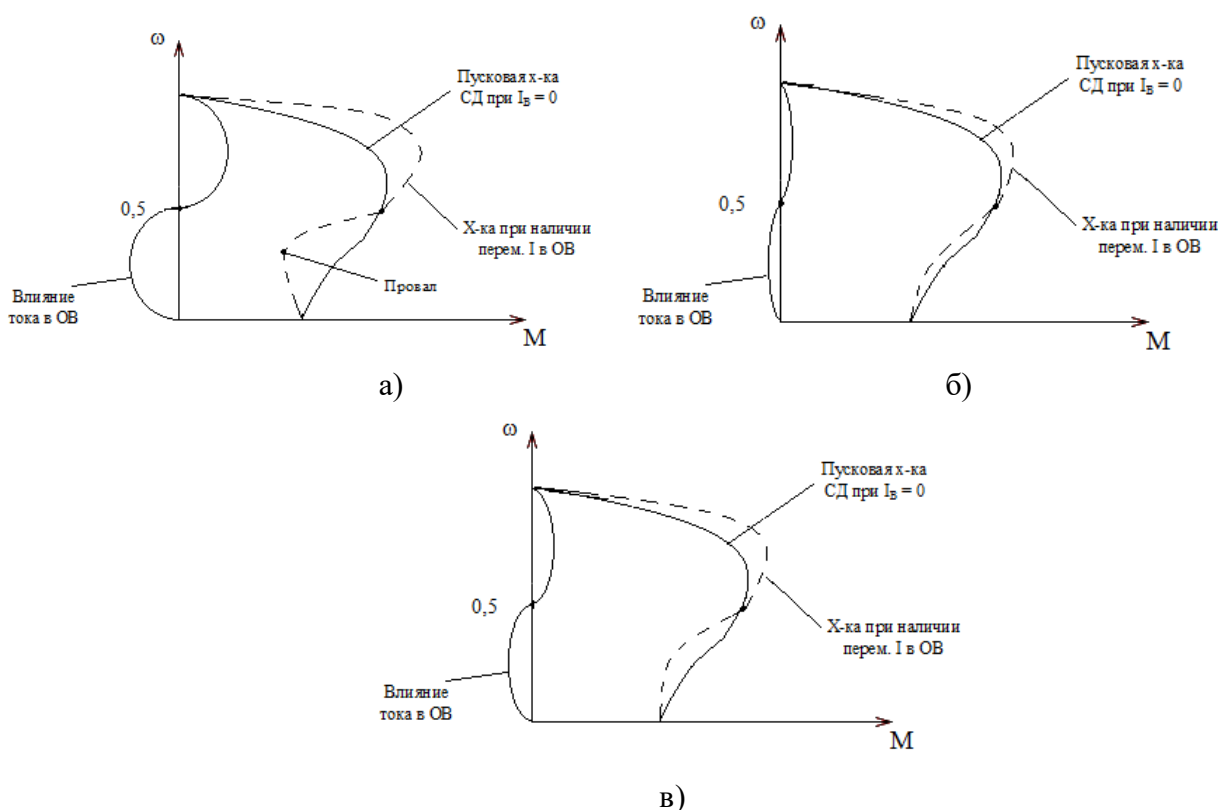 ω
Пусковая х-ка
СД при I_В = 0
0,5
Х-ка при наличии
перем. I в ОВ
Провал
Влияние
тока в ОВ
М
а)
ω
Пусковая х-ка
СД при I_В = 0
0,5
Х-ка при наличии
перем. I в ОВ
Влияние
тока в ОВ
М
б)
ω
Пусковая х-ка
СД при I_В = 0
0,5
Х-ка при наличии
перем. I в ОВ
Влияние
тока в ОВ
М
в)